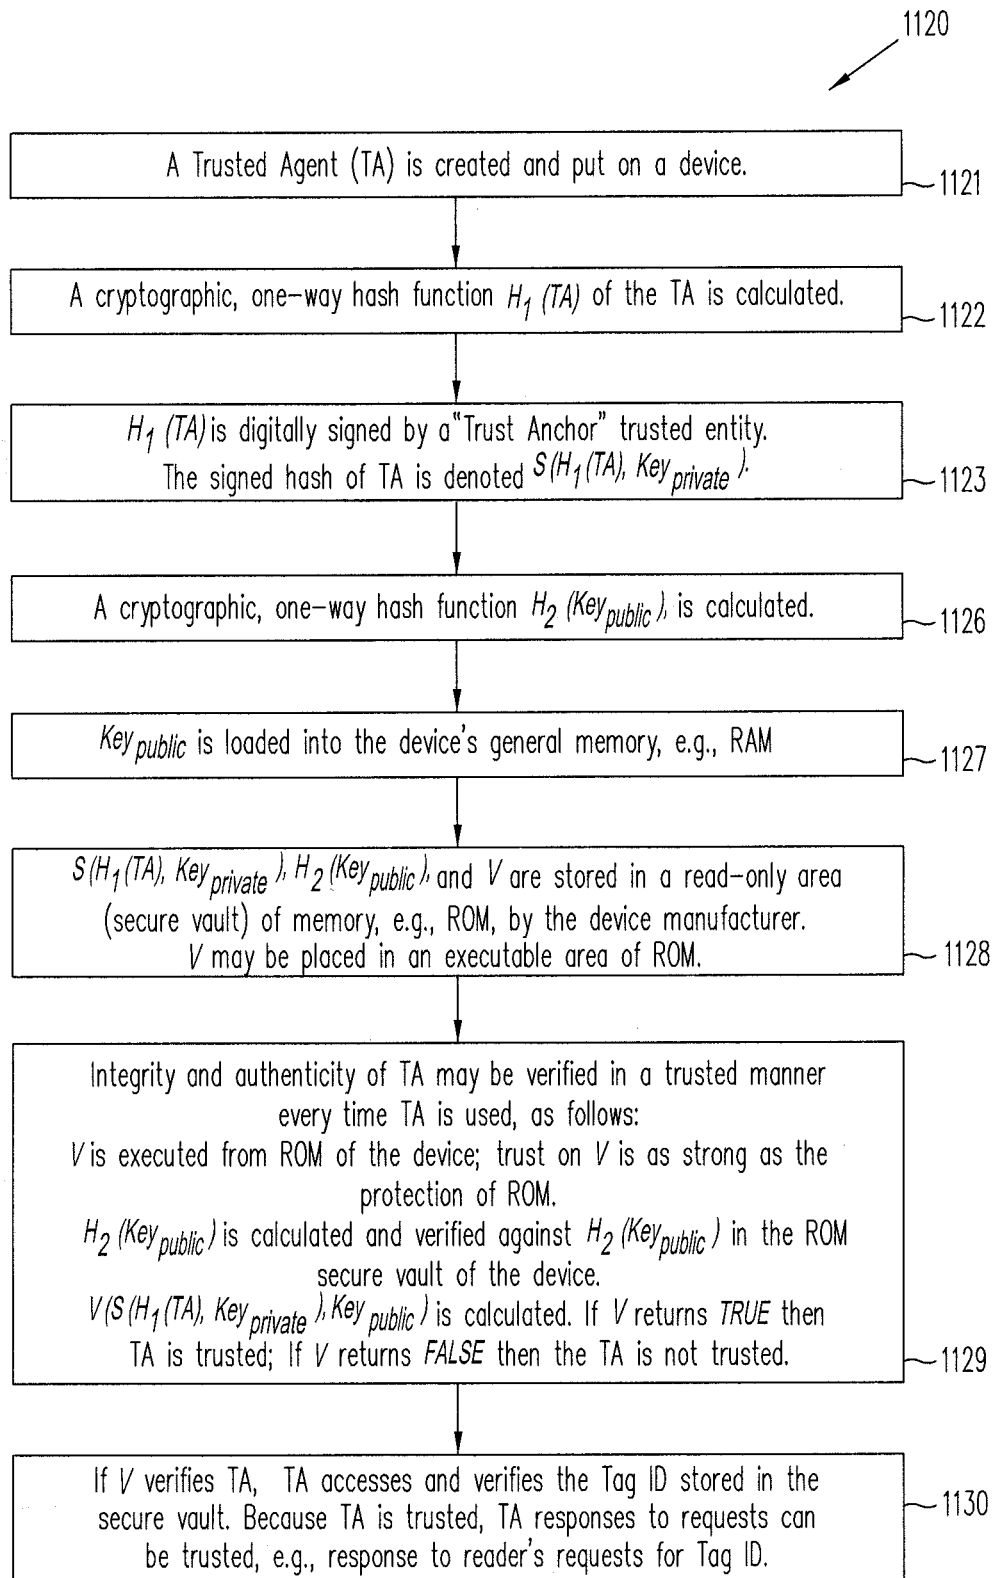 1120
A Trusted Agent (TA) is created and put on a device.
1121
A cryptographic, one-way hash function H1 (TA) of the TA is calculated.
1122
H1 (TA) is digitally signed by a "Trust Anchor" trusted entity.
The signed hash of TA is denoted S(H1(TA), Keyprivate).
1123
A cryptographic, one-way hash function H2 (Keypublic), is calculated.
1126
Keypublic is loaded into the device's general memory, e.g., RAM
1127
S(H1(TA), Keyprivate), H2 (Keypublic), and V are stored in a read-only area
(secure vault) of memory, e.g., ROM, by the device manufacturer.
V may be placed in an executable area of ROM.
1128
Integrity and authenticity of TA may be verified in a trusted manner
every time TA is used, as follows:
V is executed from ROM of the device; trust on V is as strong as the
protection of ROM.
H2 (Keypublic) is calculated and verified against H2 (Keypublic) in the ROM
secure vault of the device.
V(S(H1(TA), Keyprivate), Keypublic) is calculated. If V returns TRUE then
TA is trusted; If V returns FALSE then the TA is not trusted.
1129
If V verifies TA, TA accesses and verifies the Tag ID stored in the
secure vault. Because TA is trusted, TA responses to requests can
be trusted, e.g., response to reader's requests for Tag ID.
1130